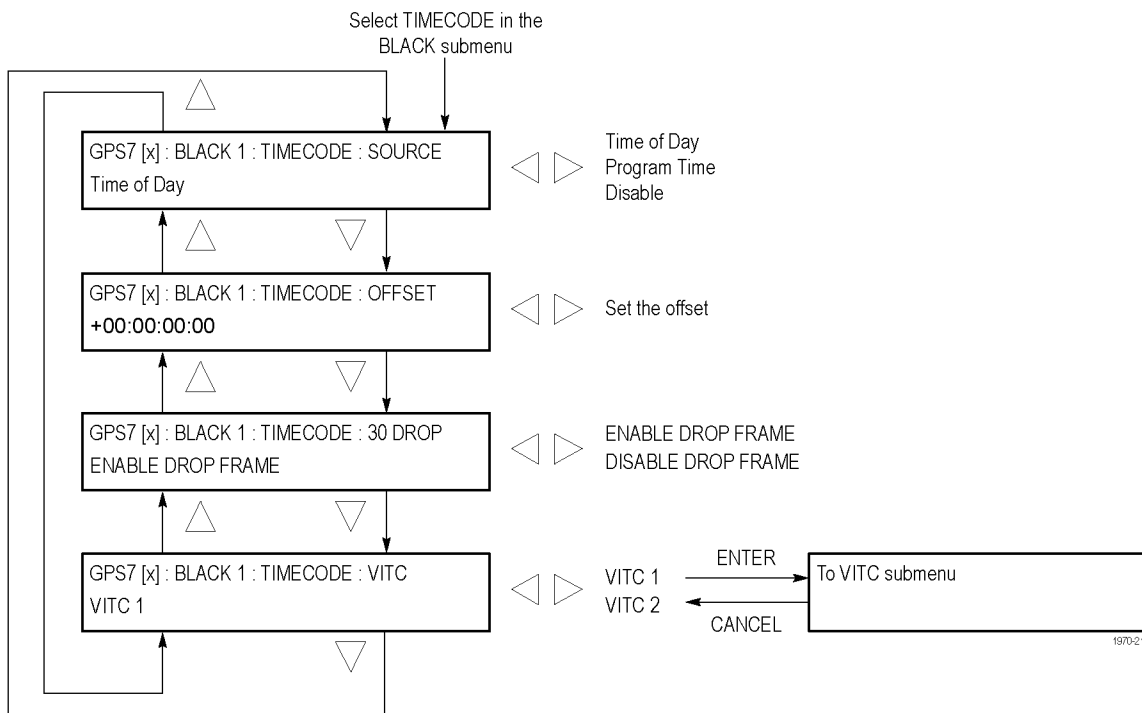 Select TIMECODE in the
BLACK submenu
GPS7 [x] : BLACK 1 : TIMECODE : SOURCE
Time of Day
Time of Day
Program Time
Disable
GPS7 [x] : BLACK 1 : TIMECODE : OFFSET
+00:00:00:00
Set the offset
GPS7 [x] : BLACK 1 : TIMECODE : 30 DROP
ENABLE DROP FRAME
ENABLE DROP FRAME
DISABLE DROP FRAME
GPS7 [x] : BLACK 1 : TIMECODE : VITC
VITC 1
VITC 1
VITC 2
ENTER
CANCEL
To VITC submenu